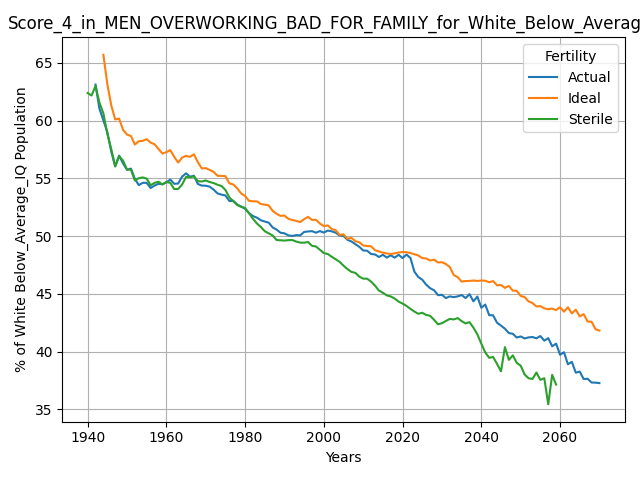 Score_4_in_MEN_OVERWORKING_BAD_FOR_FAMILY_for_White_Below_Averag
% of White Below_Average_IQ Population
65
60
55
50
45
40
35
Fertility
Actual
Ideal
Sterile
1940
1960
1980
2000
2020
2040
2060
Years